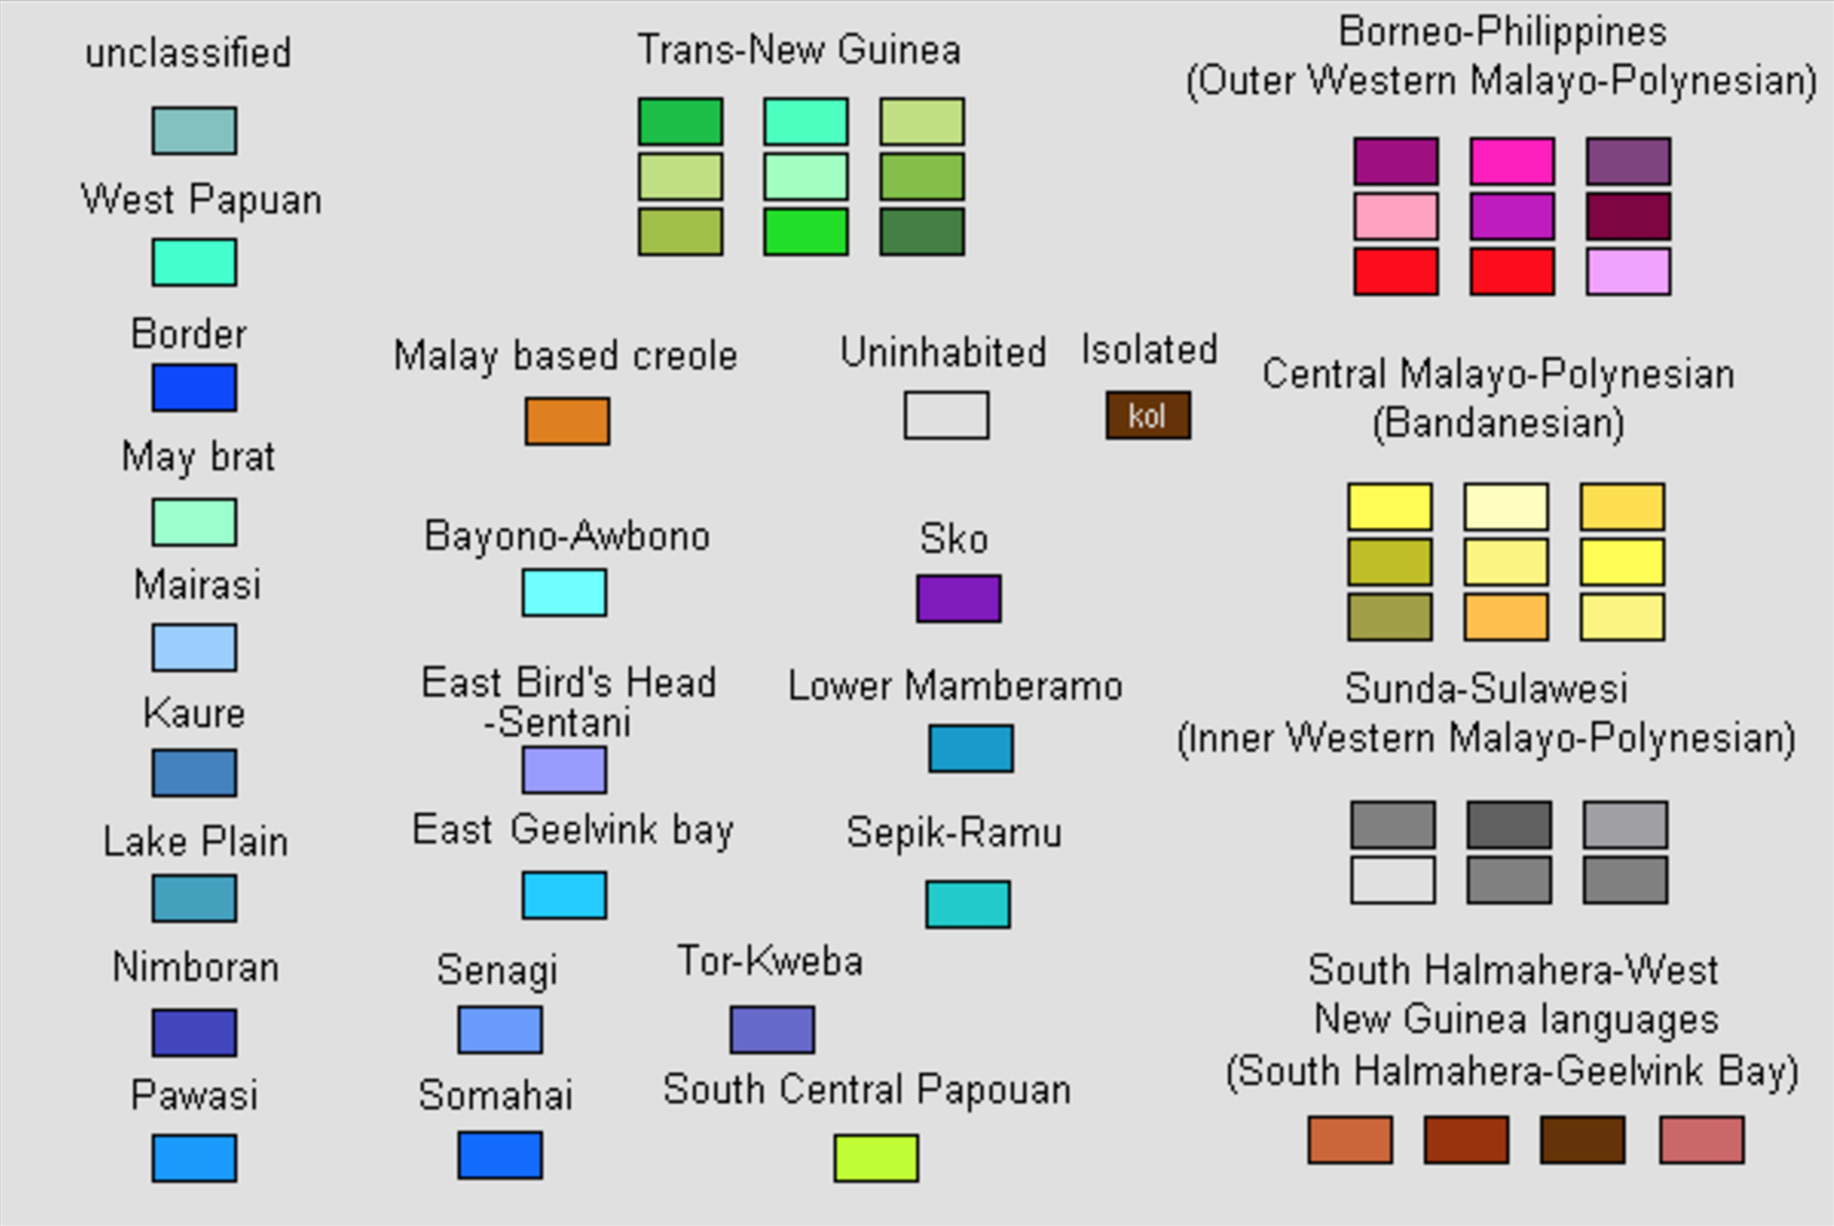 unclassified
West Papuan
Border
May brat
Mairasi
Kaure
Lake Plain
Nimboran
Pawasi
Trans-New Guinea
Malay based creole
Uninhabited
Isolated
kol
Bayono-Awbono
Sko
East Bird's Head
-Sentani
Lower Mamberamo
East Geelvink bay
Sepik-Ramu
Senagi
Tor-Kweba
Somahai
South Central Papouan
Borneo-Philippines
(Outer Western Malayo-Polynesian)
Central Malayo-Polynesian
(Bandanesian)
Sunda-Sulawesi
(Inner Western Malayo-Polynesian)
South Halmahera-West
New Guinea languages
(South Halmahera-Geelvink Bay)